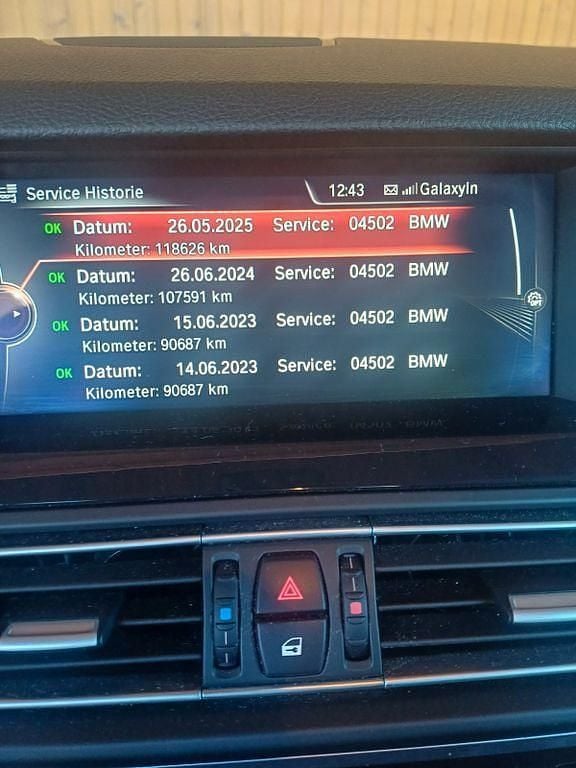 Service Historie 12:43 GalaxyIn
OK Datum: 26.05.2025 Service: 04502 BMW
Kilometer: 118626 km
OK Datum: 26.06.2024 Service: 04502 BMW
Kilometer: 107591 km
OK Datum: 15.06.2023 Service: 04502 BMW
Kilometer: 90687 km
OK Datum: 14.06.2023 Service: 04502 BMW
Kilometer: 90687 km
OPT